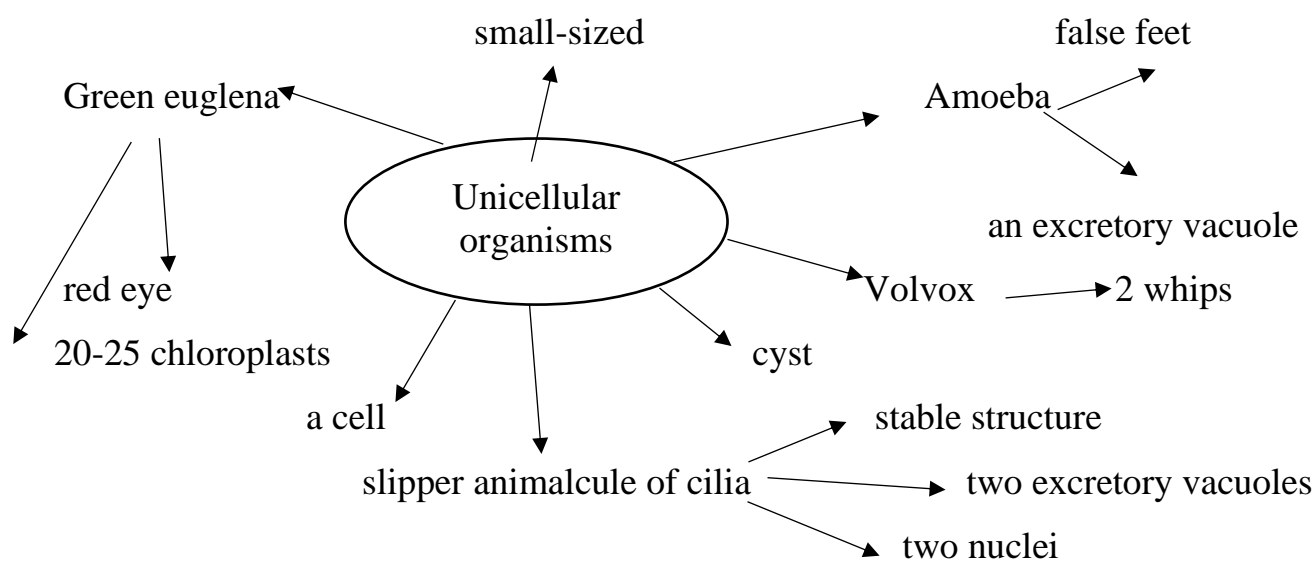 small-sized
false feet
Green euglena
Amoeba
Unicellular
organisms
an excretory vacuole
red eye
Volvox
2 whips
20-25 chloroplasts
cyst
a cell
stable structure
slipper animalcule of cilia
two excretory vacuoles
two nuclei